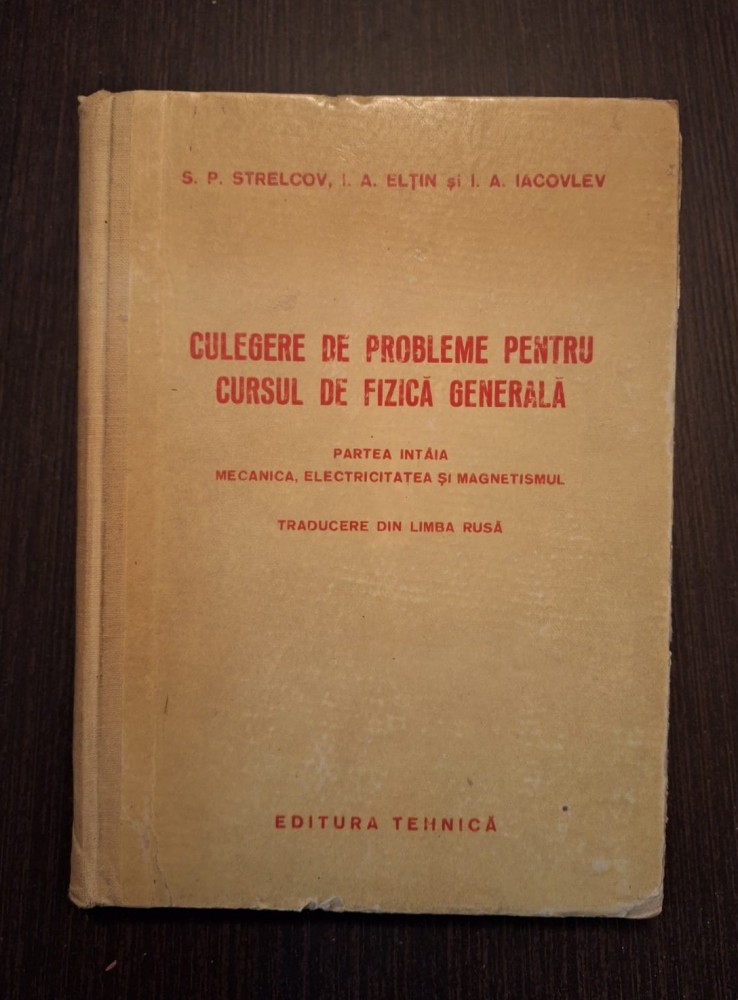 S. P. STRELCOV, I. A. ELȚIN și I. A. IACOVLEV
CULEGERE DE PROBLEME PENTRU
CURSUL DE FIZICĂ GENERALĂ
PARTEA INTÂIA
MECANICA, ELECTRICITATEA ȘI MAGNETISMUL
TRADUCERE DIN LIMBA RUSĂ
EDITURA TEHNICĂ